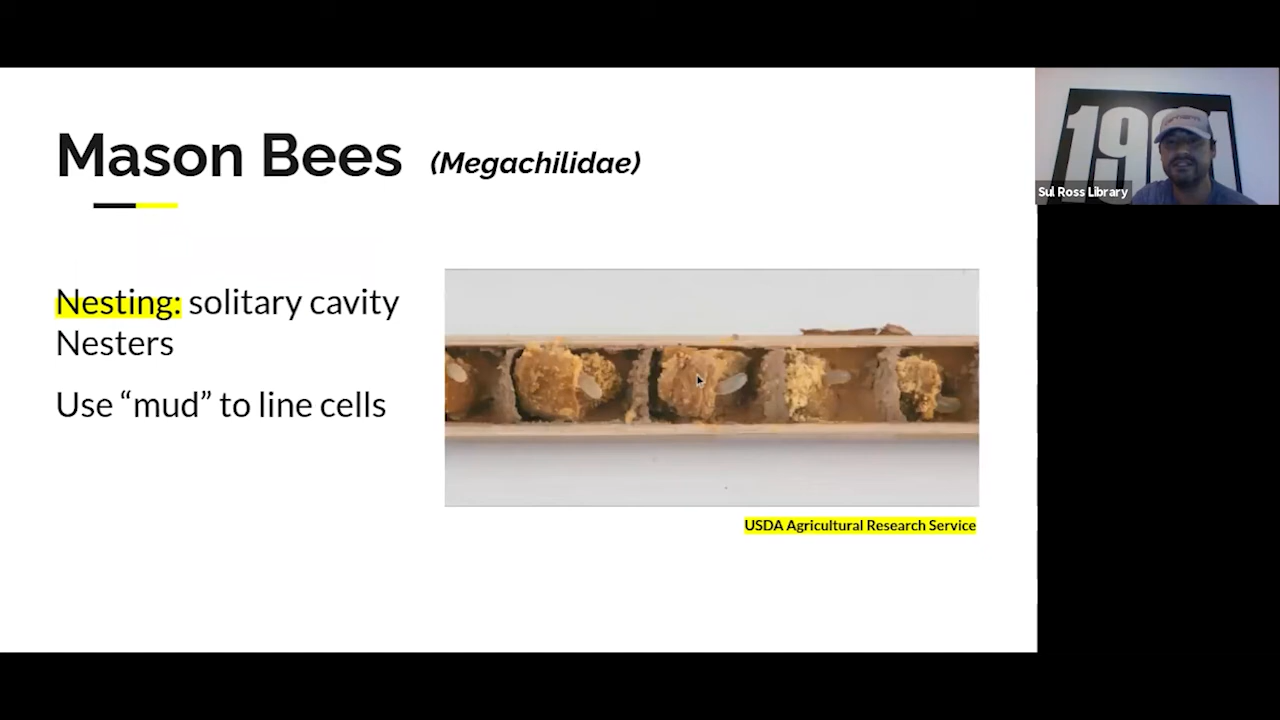 Mason Bees (Megachilidae)
Nesting: solitary cavity
Nesters
Use “mud” to line cells
USDA Agricultural Research Service
Sul Ross Library